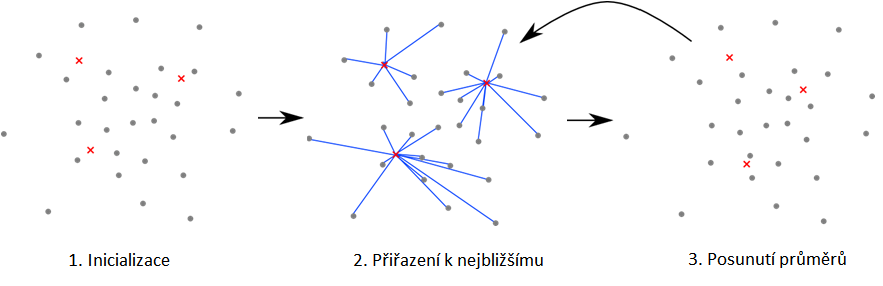 1. Inicializace
2. Přiřazení k nejbližšímu
3. Posunutí průměrů